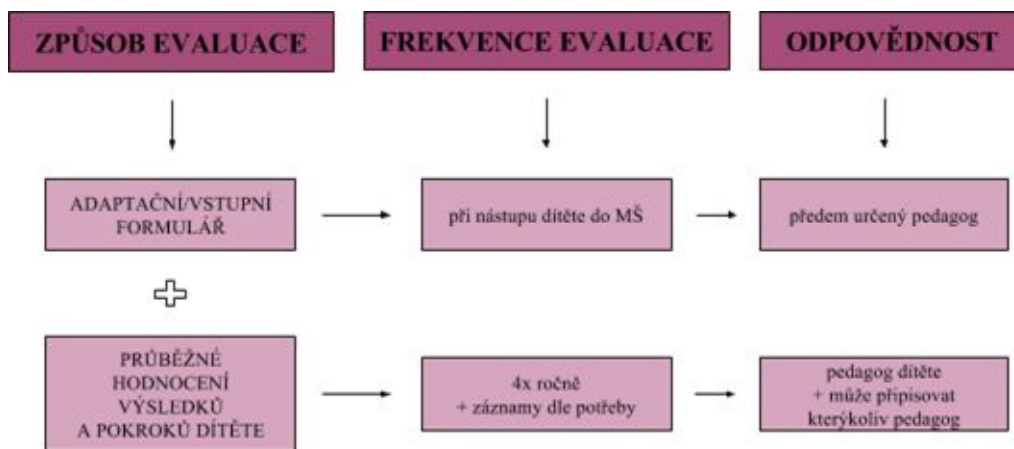 ZPŮSOB EVALUACE
FREKVENCE EVALUACE
ODPOVĚDNOST
ADAPTAČNÍ/VSTUPNÍ
FORMULÁŘ
při nástupu dítěte do MŠ
předem určený pedagog
PRŮBĚŽNÉ
HODNOCENÍ
VÝSLEDKŮ
A POKROKŮ DÍTĚTE
4x ročně
+ záznamy dle potřeby
pedagog dítěte
+ může připisovat
kterýkoliv pedagog